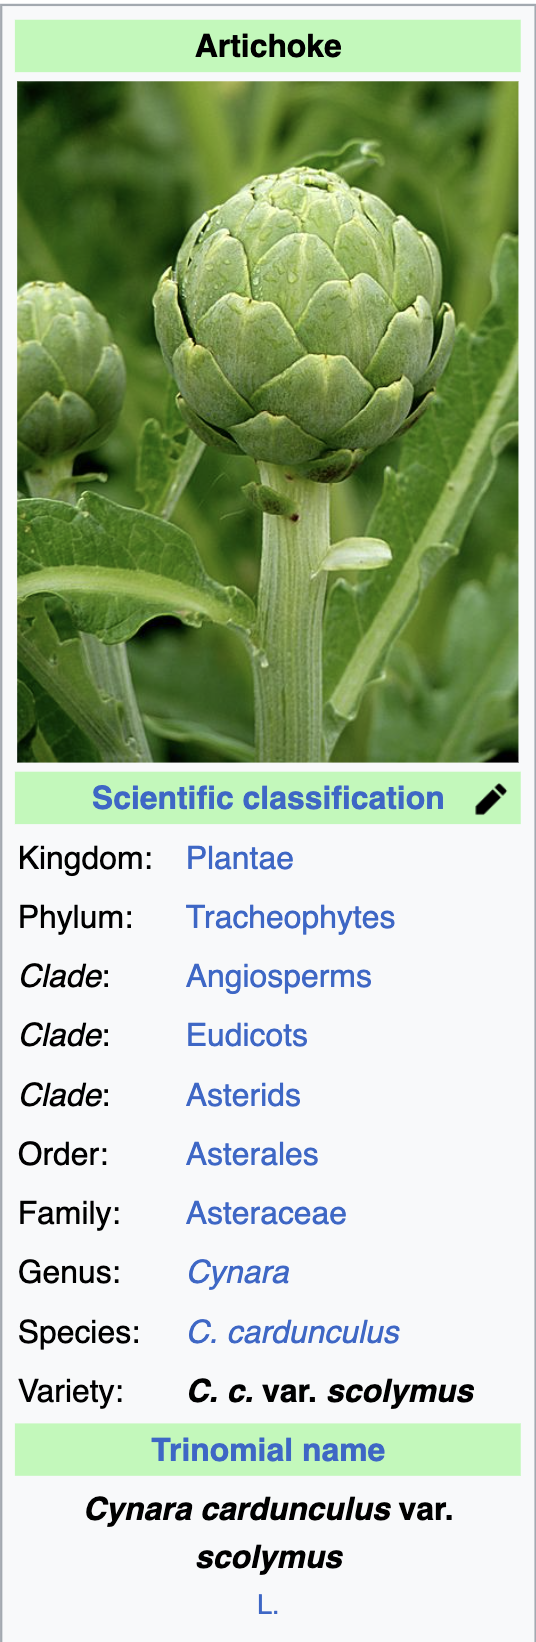 Artichoke
Scientific classification
Kingdom: Plantae
Phylum: Tracheophytes
Clade: Angiosperms
Clade: Eudicots
Clade: Asterids
Order: Asterales
Family: Asteraceae
Genus: Cynara
Species: C. cardunculus
Variety: C. c. var. scolymus
Trinomial name
Cynara cardunculus var.
scolymus
L.